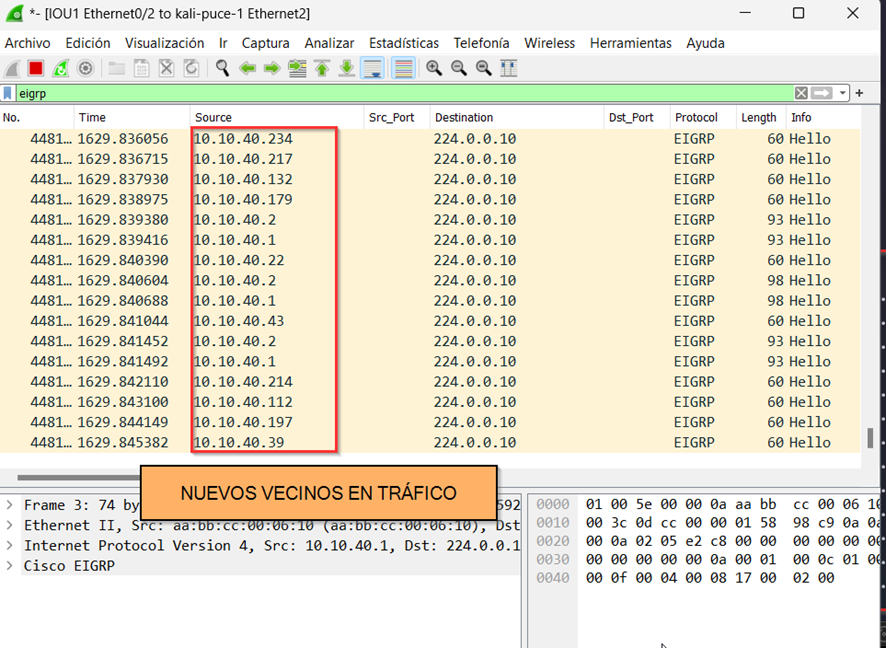 *- [IOU1 Ethernet0/2 to kali-puce-1 Ethernet2]
Archivo Edición Visualización Ir Captura Analizar Estadísticas Telefonía Wireless Herramientas Ayuda
eigrp
No. Time Source Src_Port Destination Dst_Port Protocol Length Info
4481… 1629.836056 10.10.40.234 224.0.0.10 EIGRP 60 Hello
4481… 1629.836715 10.10.40.217 224.0.0.10 EIGRP 60 Hello
4481… 1629.837930 10.10.40.132 224.0.0.10 EIGRP 60 Hello
4481… 1629.838975 10.10.40.179 224.0.0.10 EIGRP 60 Hello
4481… 1629.839380 10.10.40.2 224.0.0.10 EIGRP 93 Hello
4481… 1629.839416 10.10.40.1 224.0.0.10 EIGRP 93 Hello
4481… 1629.840390 10.10.40.22 224.0.0.10 EIGRP 60 Hello
4481… 1629.840604 10.10.40.2 224.0.0.10 EIGRP 98 Hello
4481… 1629.840688 10.10.40.1 224.0.0.10 EIGRP 98 Hello
4481… 1629.841044 10.10.40.43 224.0.0.10 EIGRP 60 Hello
4481… 1629.841452 10.10.40.2 224.0.0.10 EIGRP 93 Hello
4481… 1629.841492 10.10.40.1 224.0.0.10 EIGRP 93 Hello
4481… 1629.842110 10.10.40.214 224.0.0.10 EIGRP 60 Hello
4481… 1629.843100 10.10.40.112 224.0.0.10 EIGRP 60 Hello
4481… 1629.844149 10.10.40.197 224.0.0.10 EIGRP 60 Hello
4481… 1629.845382 10.10.40.39 224.0.0.10 EIGRP 60 Hello
NUEVOS VECINOS EN TRÁFICO
Frame 3: 74 by 592
Ethernet II, Src: aa:bb:cc:00:06:10 (aa:bb:cc:00:06:10), Dst
Internet Protocol Version 4, Src: 10.10.40.1, Dst: 224.0.0.1
Cisco EIGRP
0000 01 00 5e 00 00 0a aa bb cc 00 06 10
0010 00 3c 0d cc 00 00 01 58 98 c9 0a 0a
0020 00 0a 02 05 e2 c8 00 00 00 00 00 00
0030 00 00 00 00 00 0a 00 01 00 0c 01 00
0040 00 0f 00 04 00 08 17 00 02 00